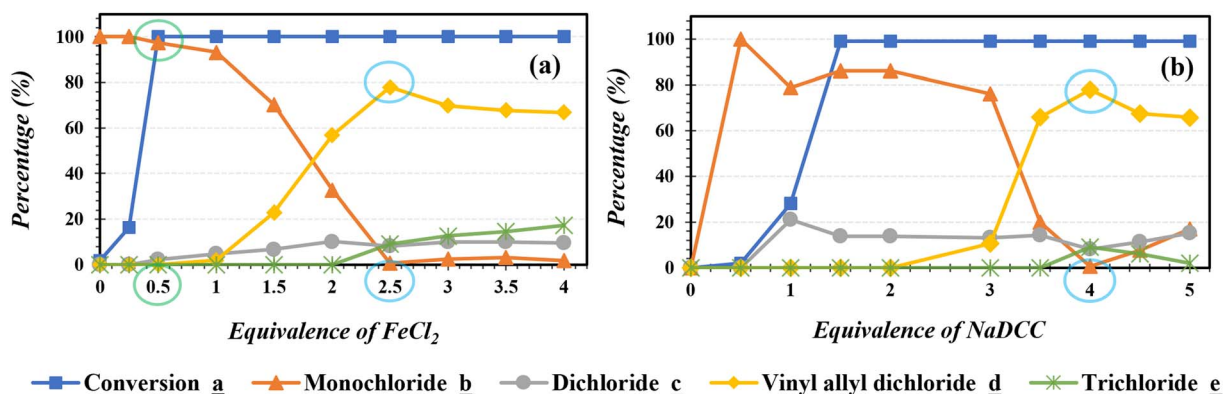 100
80
60
40
20
0
Percentage (%)
(a)
0 0.5 1 1.5 2 2.5 3 3.5 4
Equivalence of FeCl2
100
80
60
40
20
0
Percentage (%)
(b)
0 1 2 3 4 5
Equivalence of NaDCC
Conversion a Monochloride b Dichloride c Vinyl allyl dichloride d Trichloride e